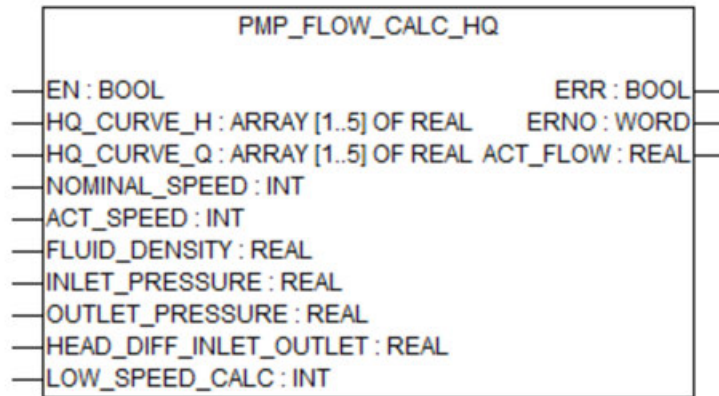 PMP_FLOW_CALC_HQ
EN : BOOL ERR : BOOL
HQ_CURVE_H : ARRAY [1..5] OF REAL ERNO : WORD
HQ_CURVE_Q : ARRAY [1..5] OF REAL ACT_FLOW : REAL
NOMINAL_SPEED : INT
ACT_SPEED : INT
FLUID_DENSITY : REAL
INLET_PRESSURE : REAL
OUTLET_PRESSURE : REAL
HEAD_DIFF_INLET_OUTLET : REAL
LOW_SPEED_CALC : INT